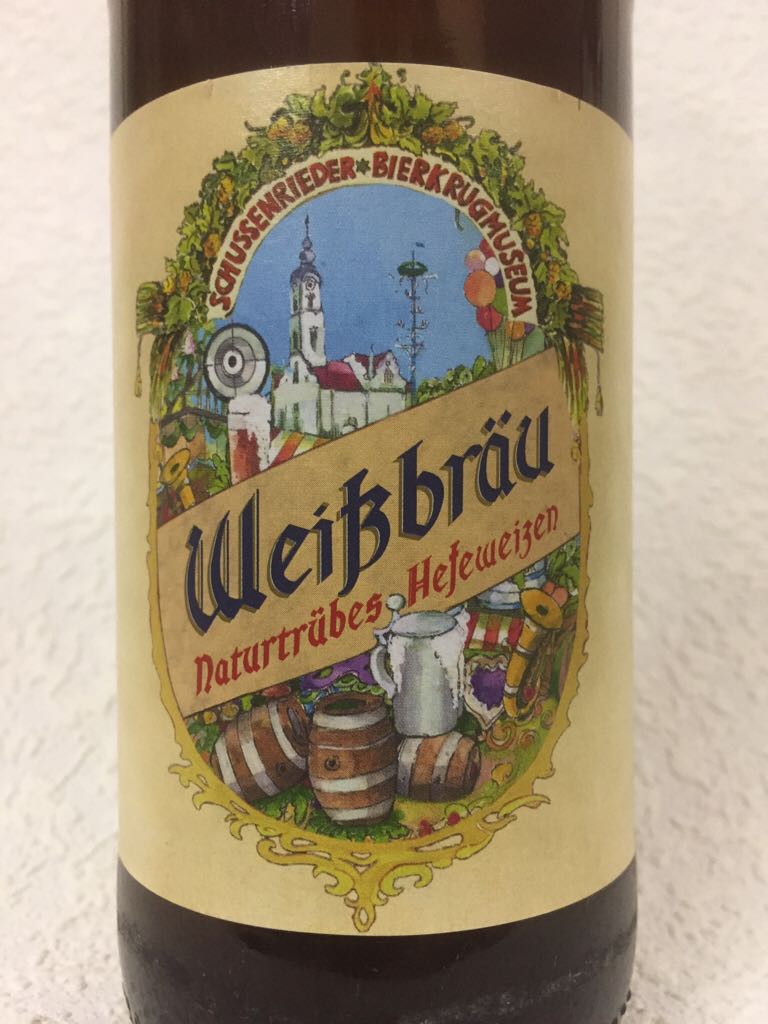 SCHUSSENRIEDER * BIERKRUGMUSEUM
Weißbräu
Naturtrübes Hefeweizen